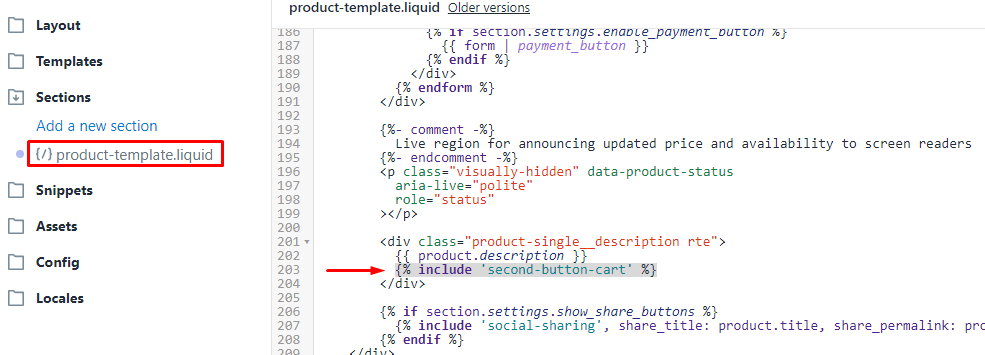 product-template.liquid Older versions
Layout
Templates
Sections
Add a new section
{/} product-template.liquid
Snippets
Assets
Config
Locales
186 {% if section.settings.enable_payment_button %}
187 {{ form | payment_button }}
188 {% endif %}
189 </div>
190 {% endform %}
191 </div>
192
193 {%- comment -%}
194 Live region for announcing updated price and availability to screen readers
195 {%- endcomment -%}
196 <p class="visually-hidden" data-product-status
197 aria-live="polite"
198 role="status"
199 ></p>
200
201 <div class="product-single__description rte">
202 {{ product.description }}
203 {% include 'second-button-cart' %}
204 </div>
205
206 {% if section.settings.show_share_buttons %}
207 {% include 'social-sharing', share_title: product.title, share_permalink: pro
208 {% endif %}
209 </div>